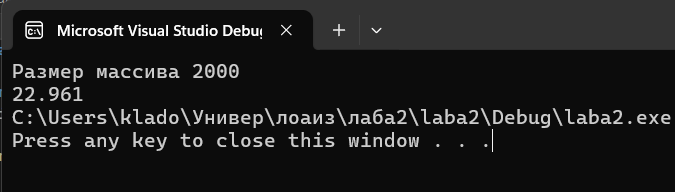 Microsoft Visual Studio Debug
Размер массива 2000
22.961
C:\Users\klado\Универ\лоаиз\лаба2\laba2\Debug\laba2.exe
Press any key to close this window . . .